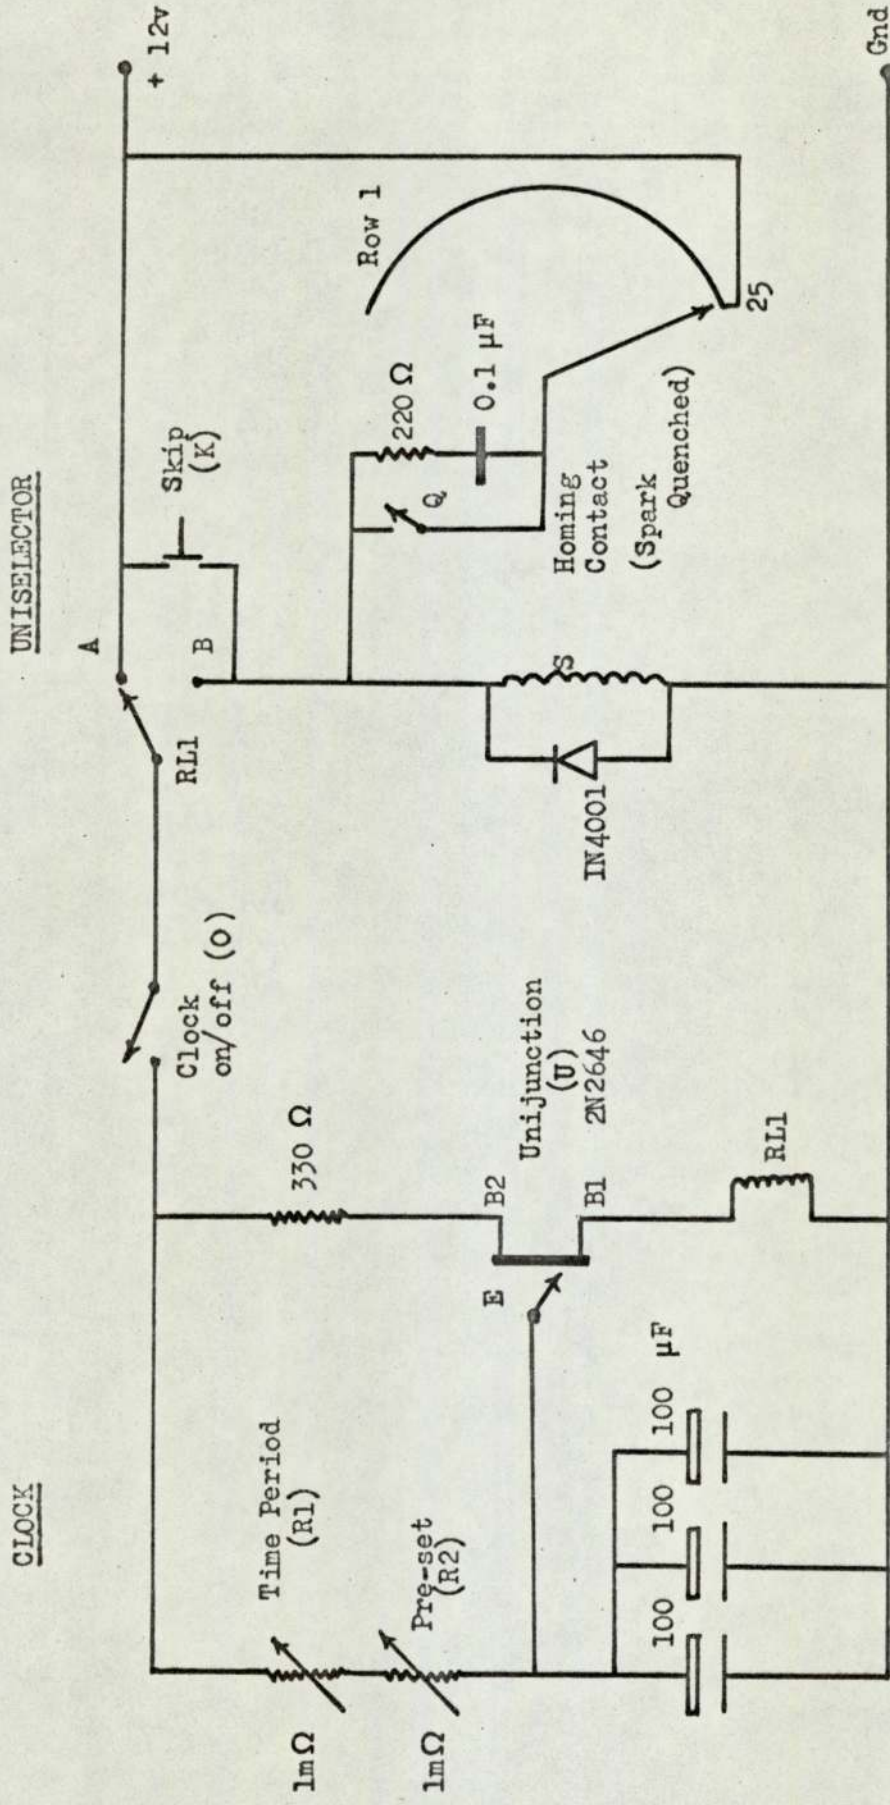 CLOCK
UNISELECTOR
Time Period
(R1)
1mΩ
Pre-set
(R2)
1mΩ
100
100
100 µF
330 Ω
E
B2
B1
Unijunction
(U)
2N2646
RL1
Clock
on/off (O)
RL1
A
B
Skip
(K)
IN4001
S
Q
220 Ω
0.1 µF
Homing
Contact
(Spark
Quenched)
Row 1
25
+ 12v
Gnd